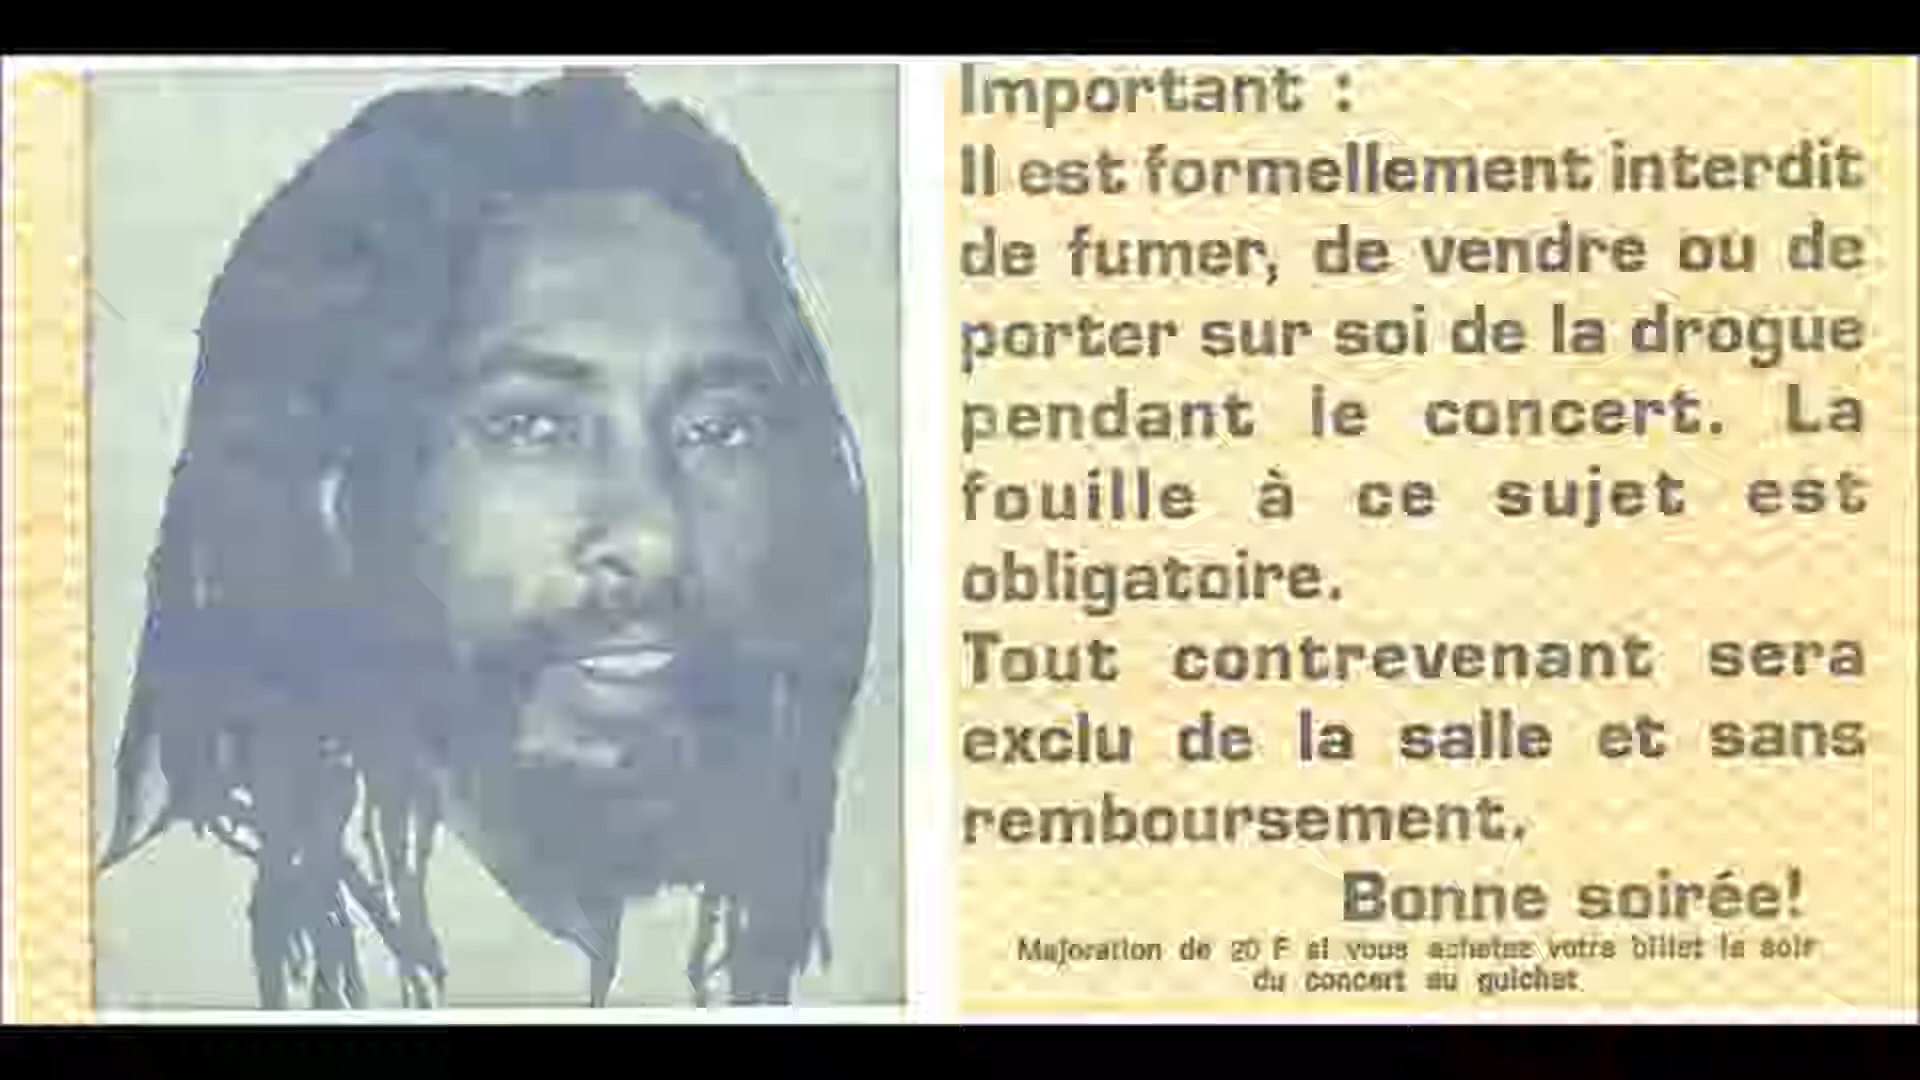 Important :
Il est formellement interdit
de fumer, de vendre ou de
porter sur soi de la drogue
pendant le concert. La
fouille à ce sujet est
obligatoire.
Tout contrevenant sera
exclu de la salle et sans
remboursement.
Bonne soirée!
Majoration de 20 F si vous achetez votre billet le soir
du concert au guichet.